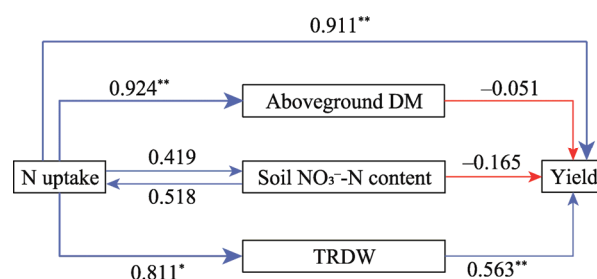 0.911**
0.924**
Aboveground DM
–0.051
N uptake
0.419
0.518
Soil NO₃⁻-N content
–0.165
Yield
0.811*
TRDW
0.563**